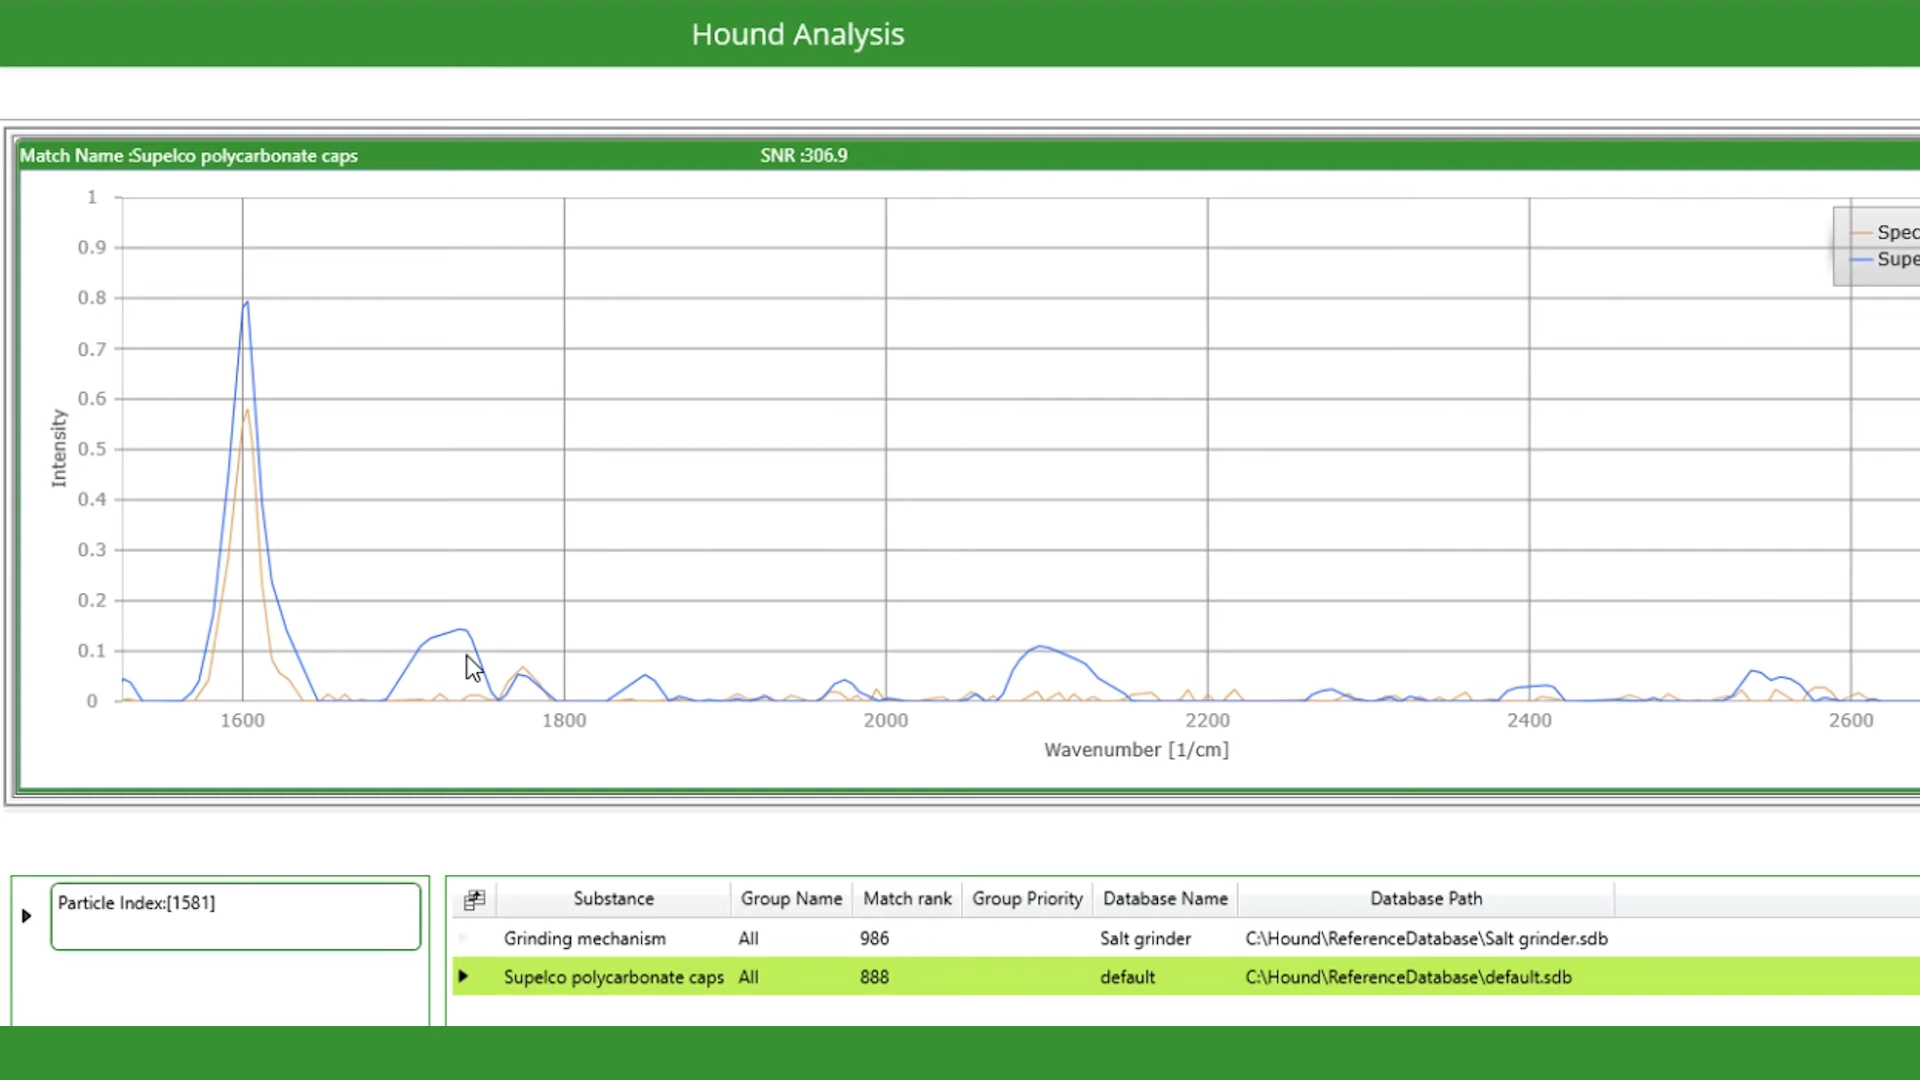 Hound Analysis
Match Name :Supelco polycarbonate caps
SNR :306.9
1
0.9
0.8
0.7
0.6
0.5
0.4
0.3
0.2
0.1
0
Intensity
Spec
Supe
1600 1800 2000 2200 2400 2600
Wavenumber [1/cm]
Particle Index:[1581]
Substance Group Name Match rank Group Priority Database Name Database Path
Grinding mechanism All 986 Salt grinder C:\Hound\ReferenceDatabase\Salt grinder.sdb
Supelco polycarbonate caps All 888 default C:\Hound\ReferenceDatabase\default.sdb